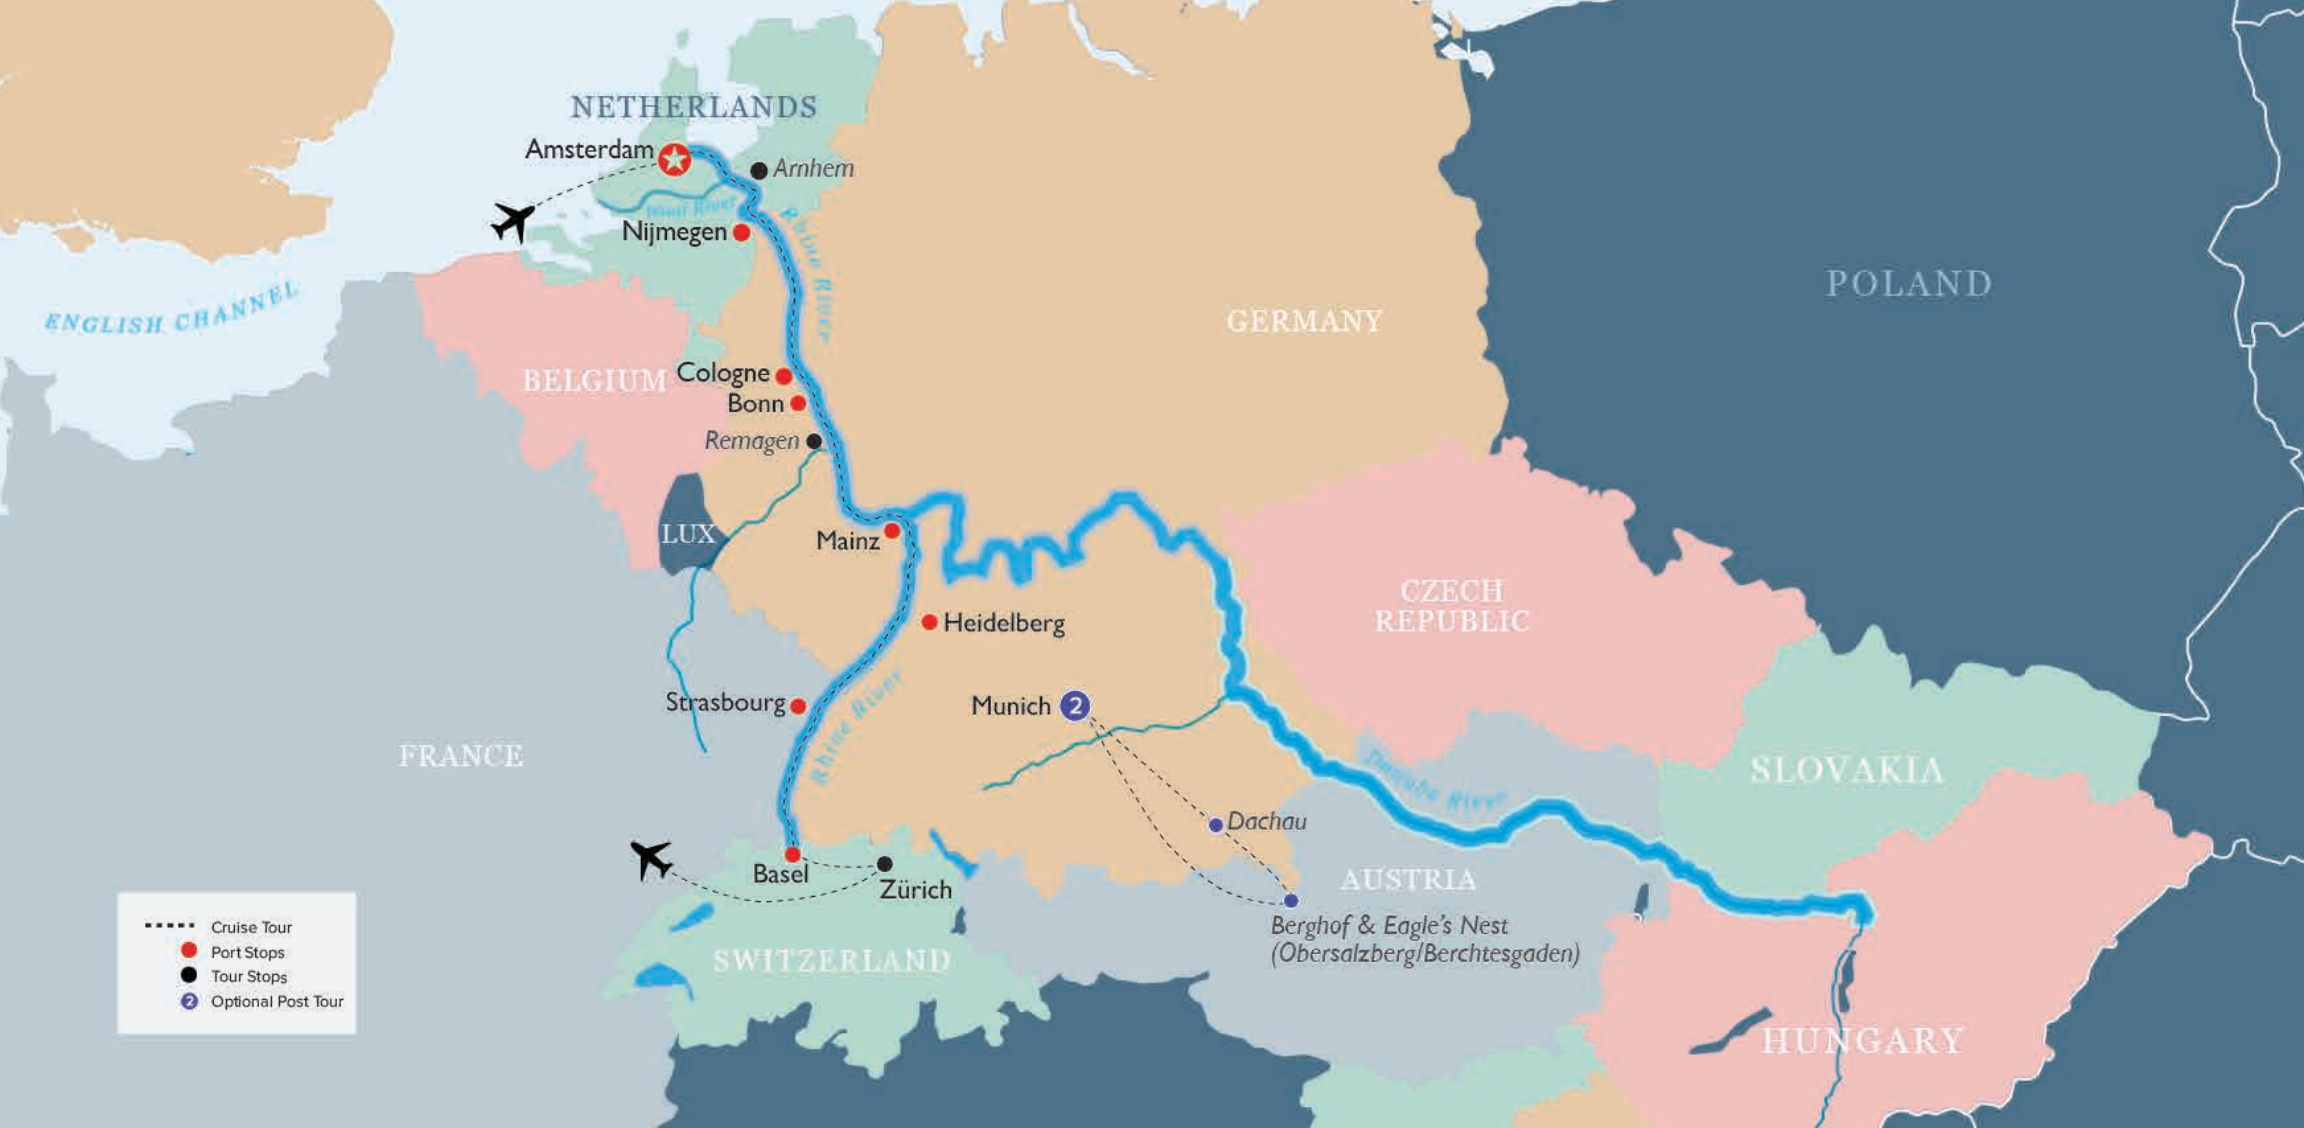 NETHERLANDS
Amsterdam
Arnhem
Waal River
Nijmegen
Rhine River
ENGLISH CHANNEL
POLAND
GERMANY
BELGIUM
Cologne
Bonn
Remagen
LUX
Mainz
CZECH
REPUBLIC
Heidelberg
Strasbourg
Munich 2
Rhine River
FRANCE
Danube River
SLOVAKIA
Dachau
Basel
Zürich
AUSTRIA
Berghof & Eagle's Nest
(Obersalzberg/Berchtesgaden)
SWITZERLAND
HUNGARY
Cruise Tour
Port Stops
Tour Stops
2 Optional Post Tour